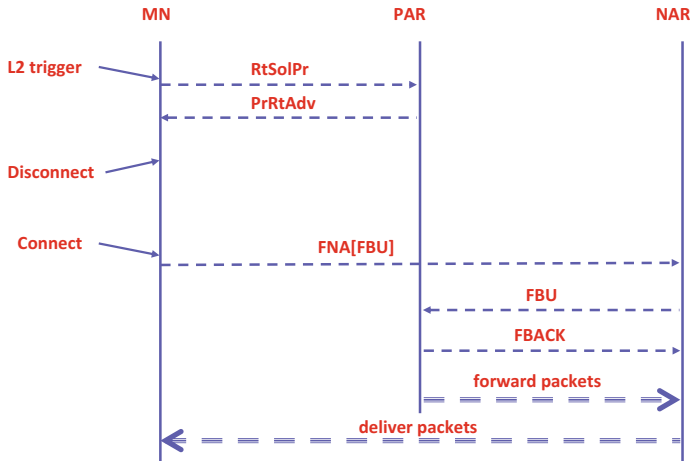 MN PAR NAR
L2 trigger
RtSolPr
PrRtAdv
Disconnect
Connect
FNA[FBU]
FBU
FBACK
forward packets
deliver packets